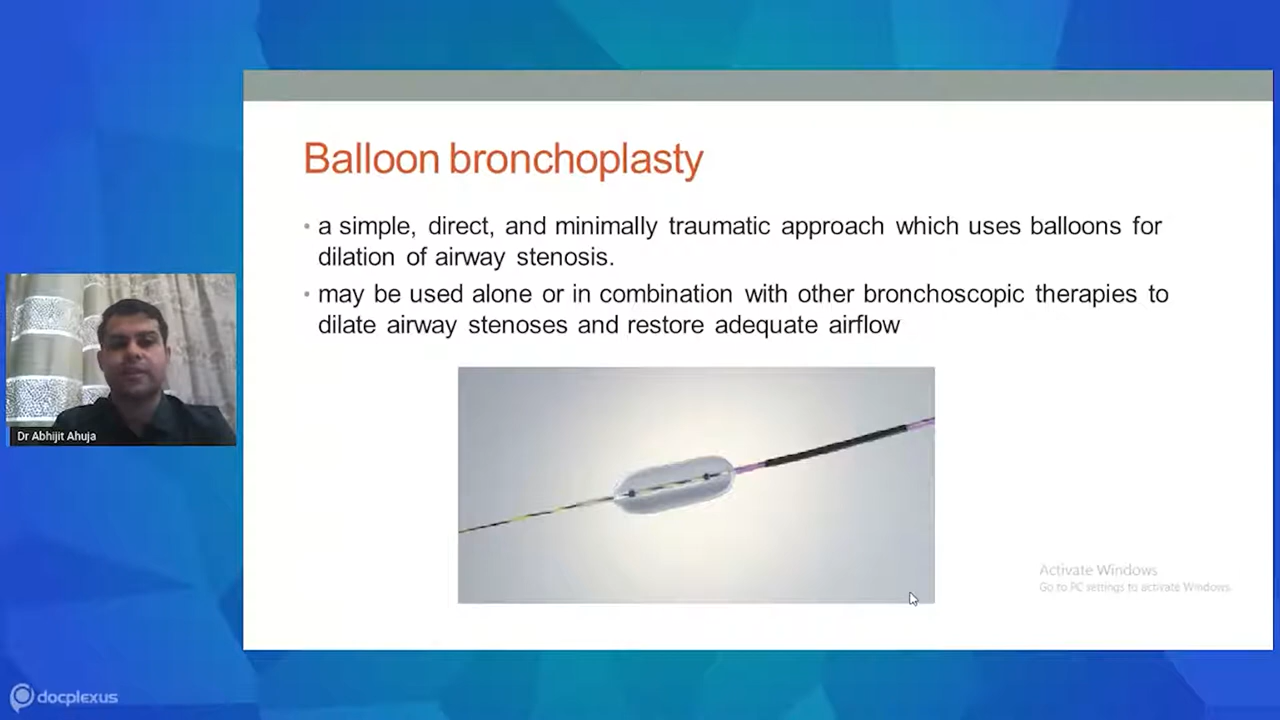 Balloon bronchoplasty
• a simple, direct, and minimally traumatic approach which uses balloons for
dilation of airway stenosis.
• may be used alone or in combination with other bronchoscopic therapies to
dilate airway stenoses and restore adequate airflow
Dr Abhijit Ahuja
Activate Windows
Go to PC settings to activate Windows.
docplexus